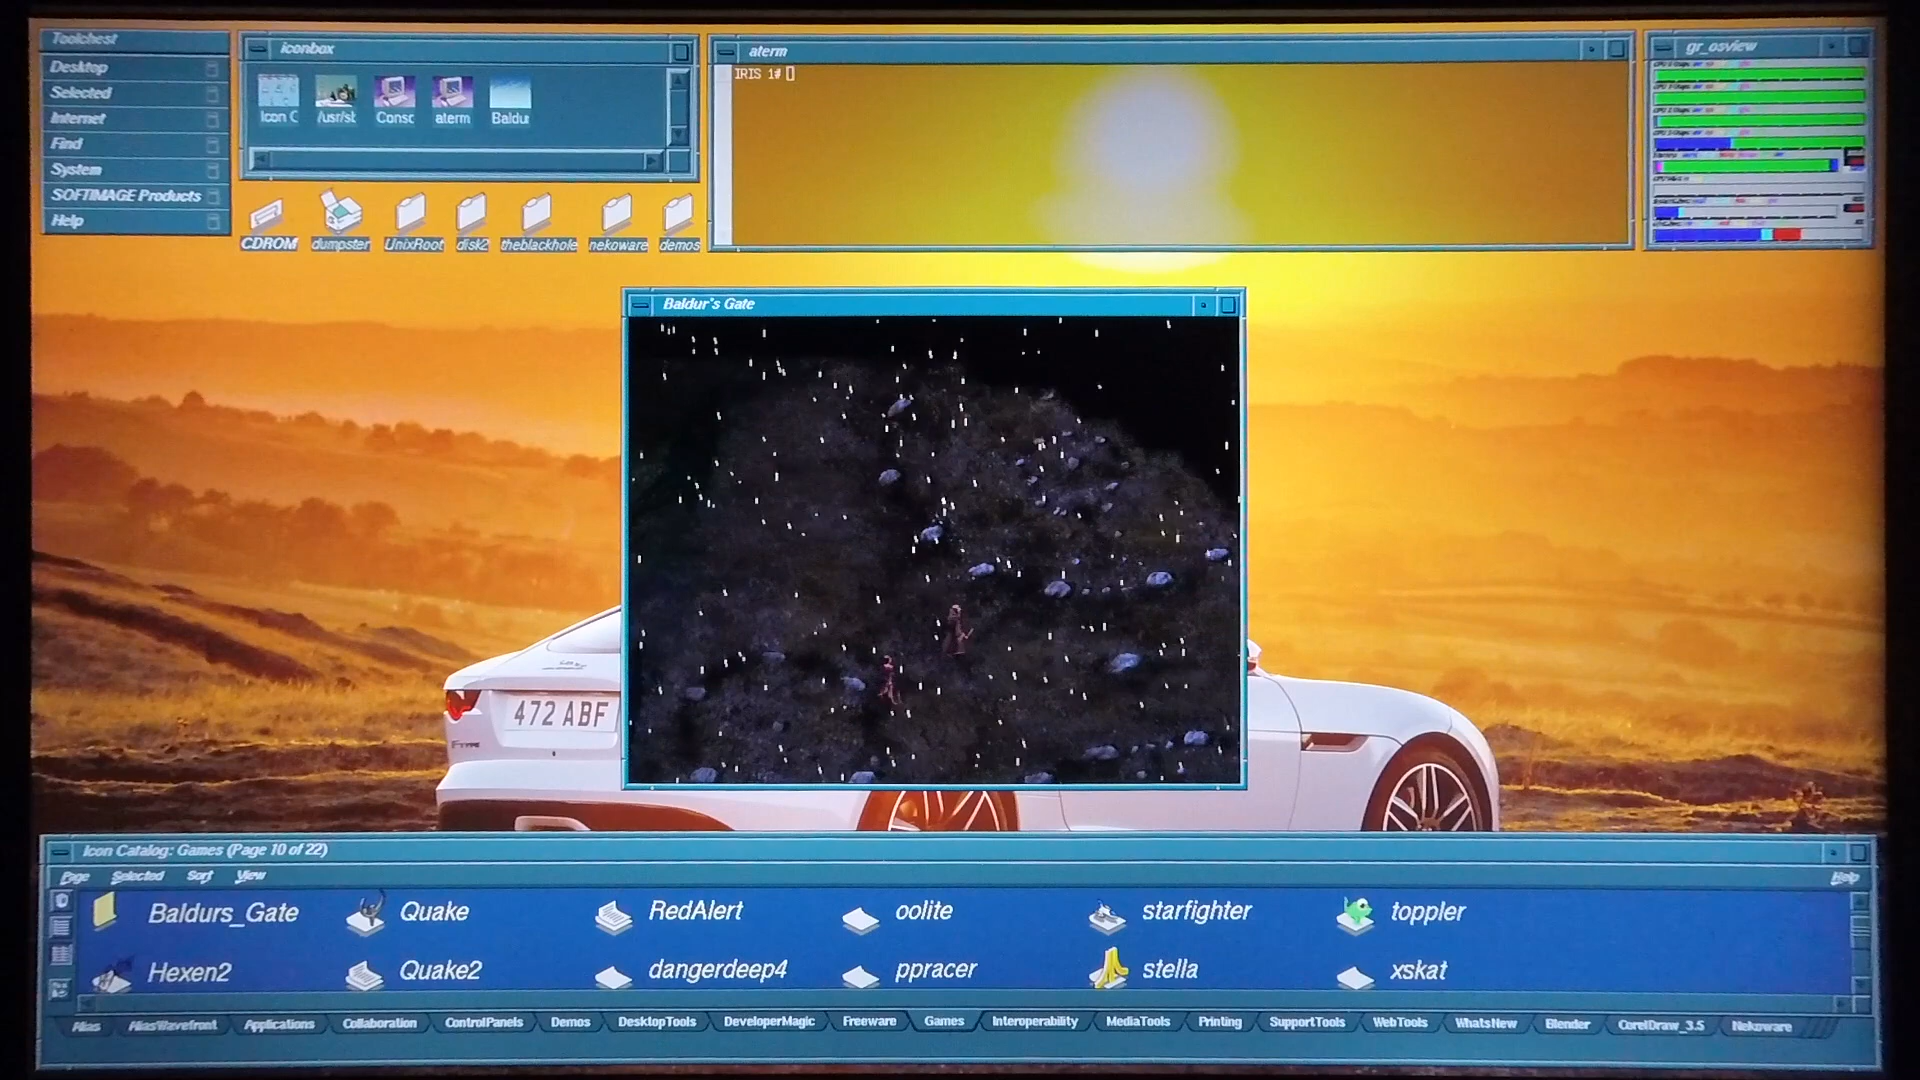 Toolchest
Desktop
Selected
Internet
Find
System
SOFTIMAGE Products
Help
iconbox
Icon C
/usr/sb
Consc
aterm
Baldur
CDROM
dumpster
UnixRoot
disk2
theblackhole
nekoware
demos
aterm
IRIS 1#
gr_osview
Baldur's Gate
472 ABF
F-TYPE
Icon Catalog: Games (Page 10 of 22)
Page Selected Sort View Help
Baldurs_Gate Quake RedAlert oolite starfighter toppler
Hexen2 Quake2 dangerdeep4 ppracer stella xskat
Alias AliasWavefront Applications Collaboration ControlPanels Demos DesktopTools DeveloperMagic Freeware Games Interoperability MediaTools Printing SupportTools WebTools WhatsNew Blender CorelDraw_3.5 Nekoware